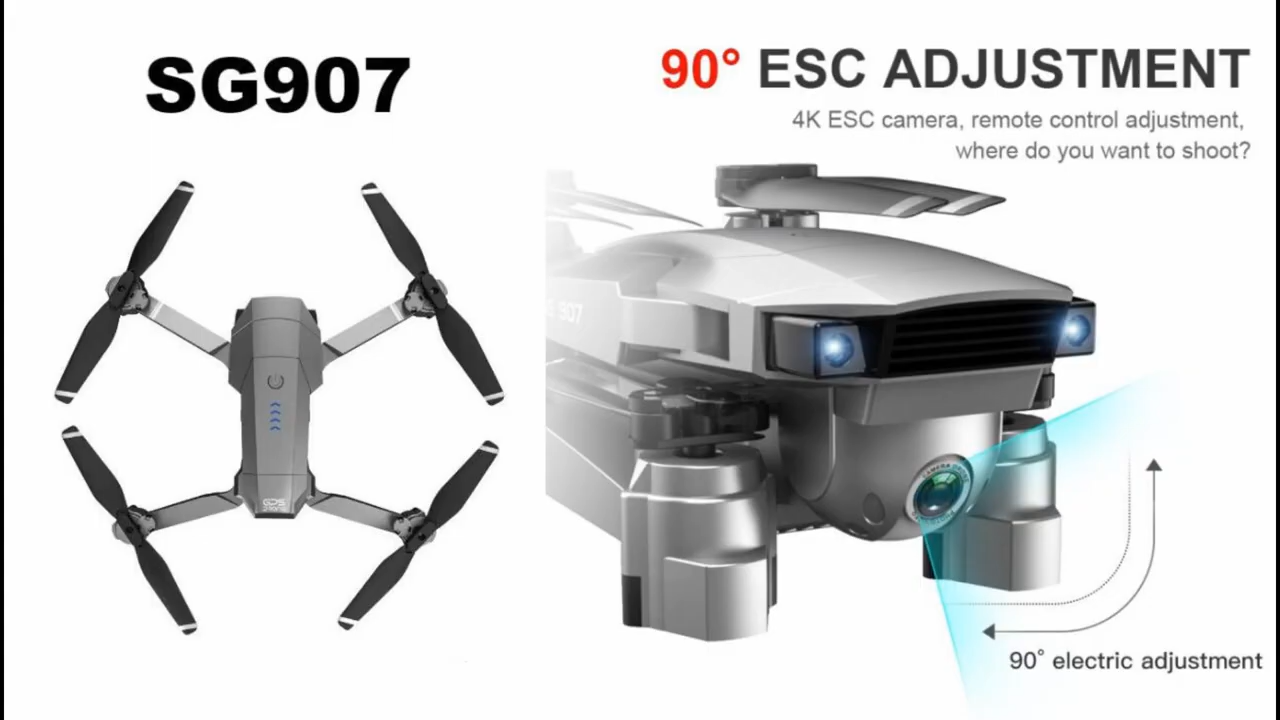 SG907
90° ESC ADJUSTMENT
4K ESC camera, remote control adjustment,
where do you want to shoot?
907
90° electric adjustment